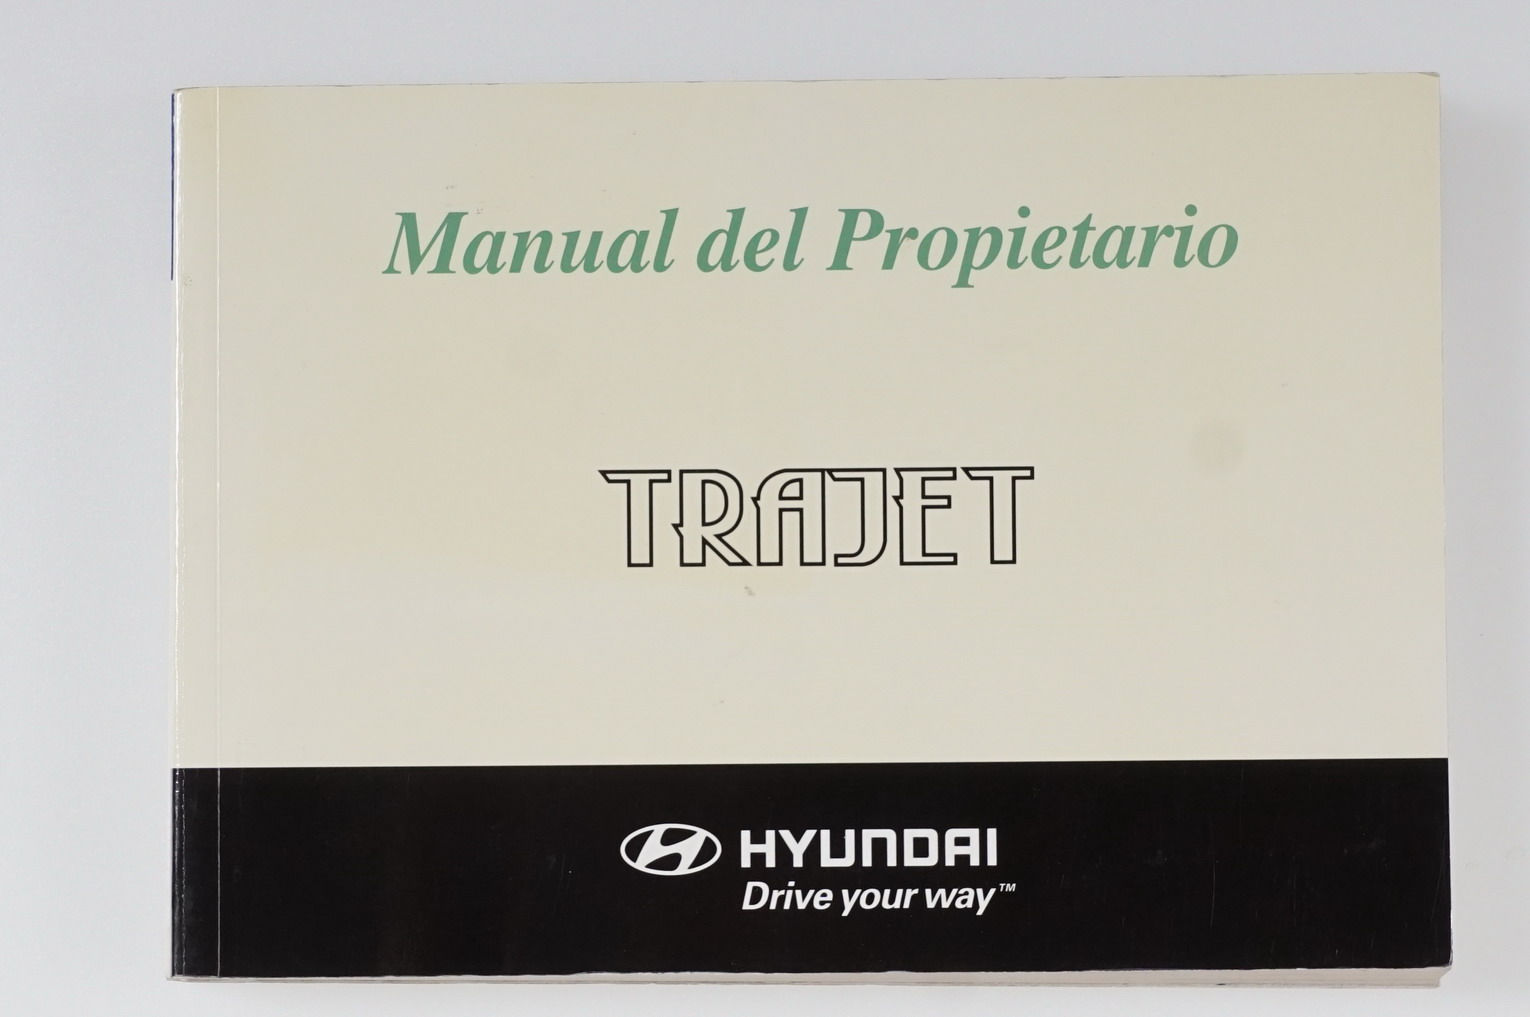 Manual del Propietario
TRAJET
HYUNDAI
Drive your way™